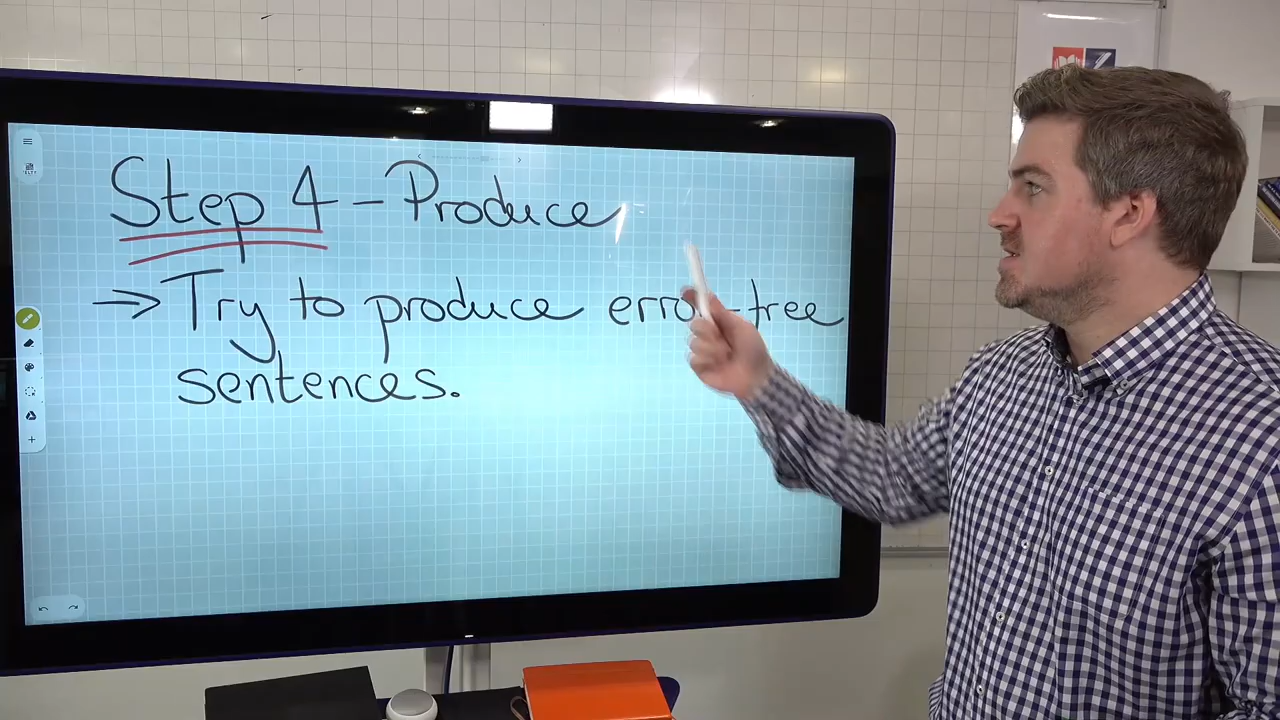 Step 4 - Produce
→ Try to produce error-free
sentences.